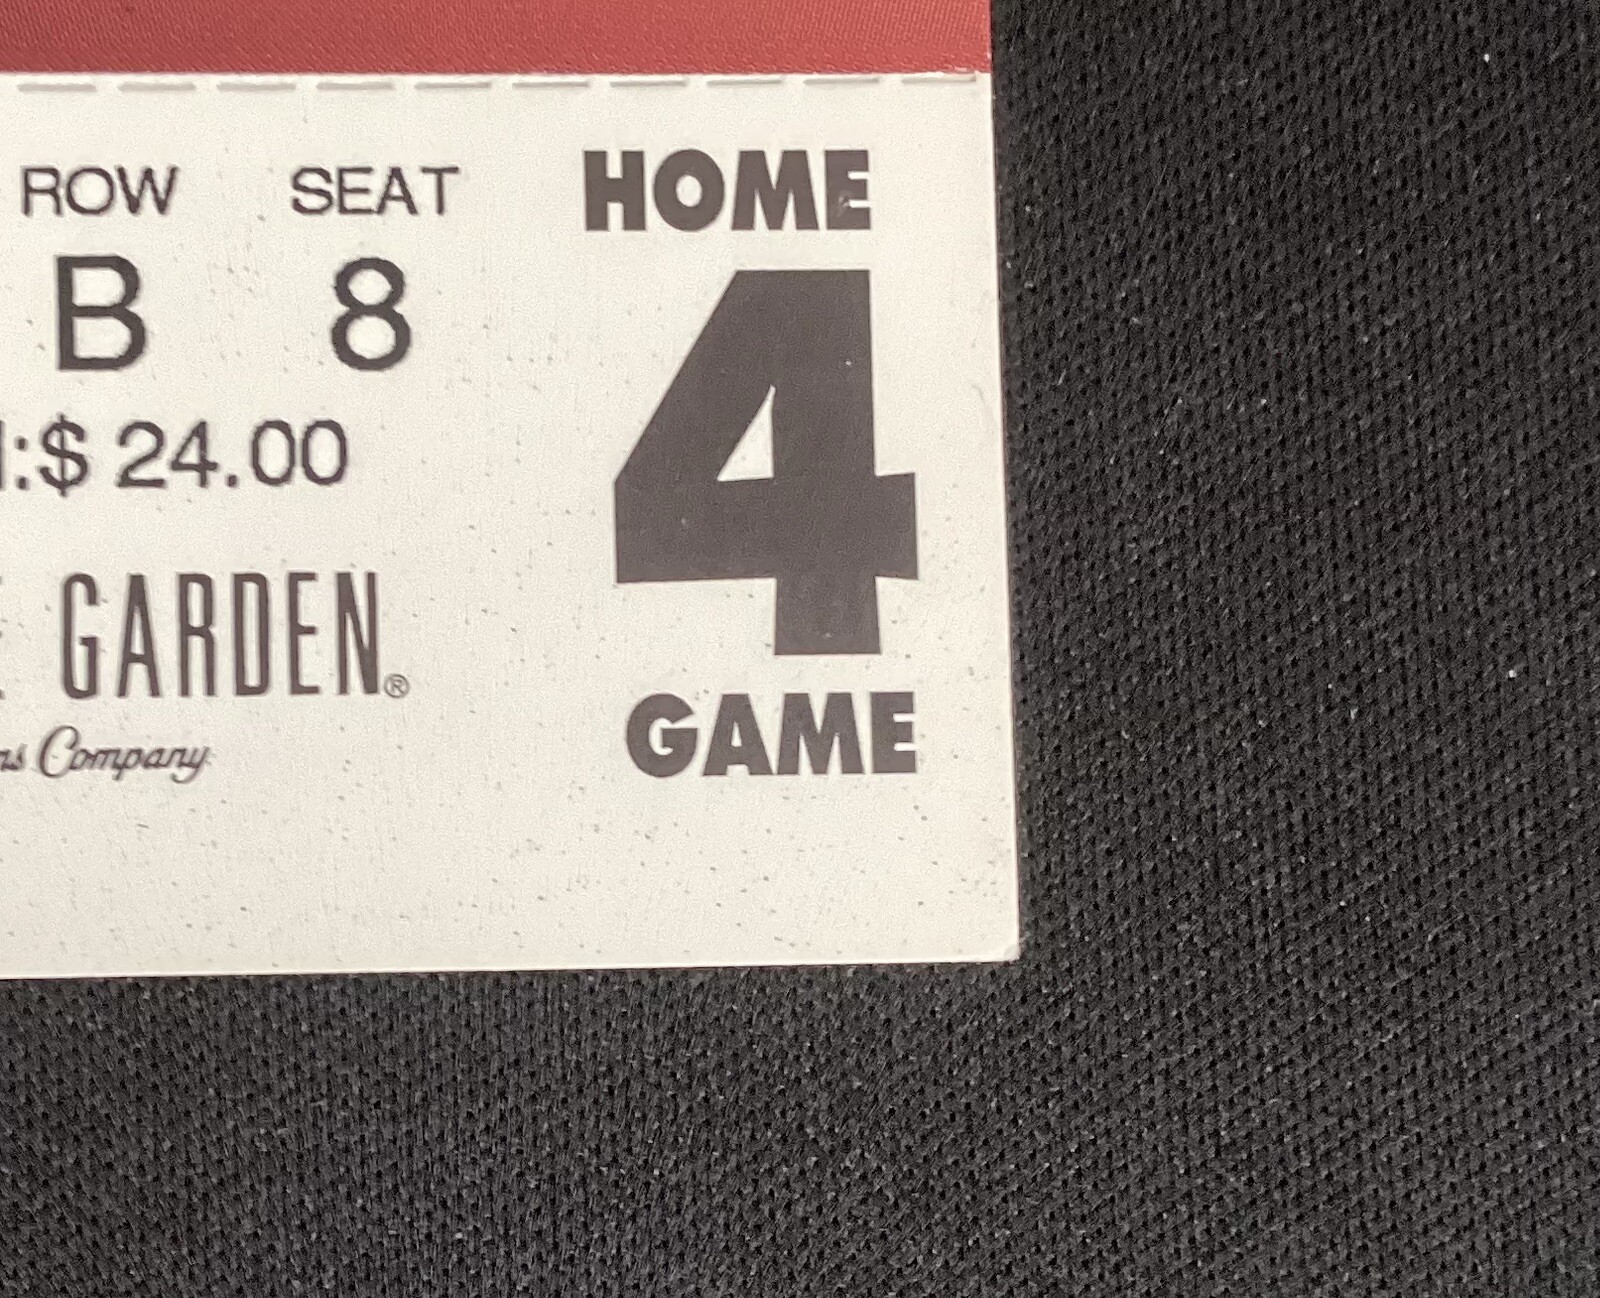 ROW SEAT HOME
B 8 4
:$ 24.00
GARDEN®
Company
GAME